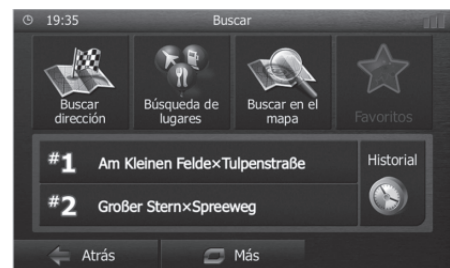 19:35 Buscar
Buscar dirección
Búsqueda de lugares
Buscar en el mapa
Favoritos
#1 Am Kleinen Felde×Tulpenstraße
Historial
#2 Großer Stern×Spreeweg
Atrás Más